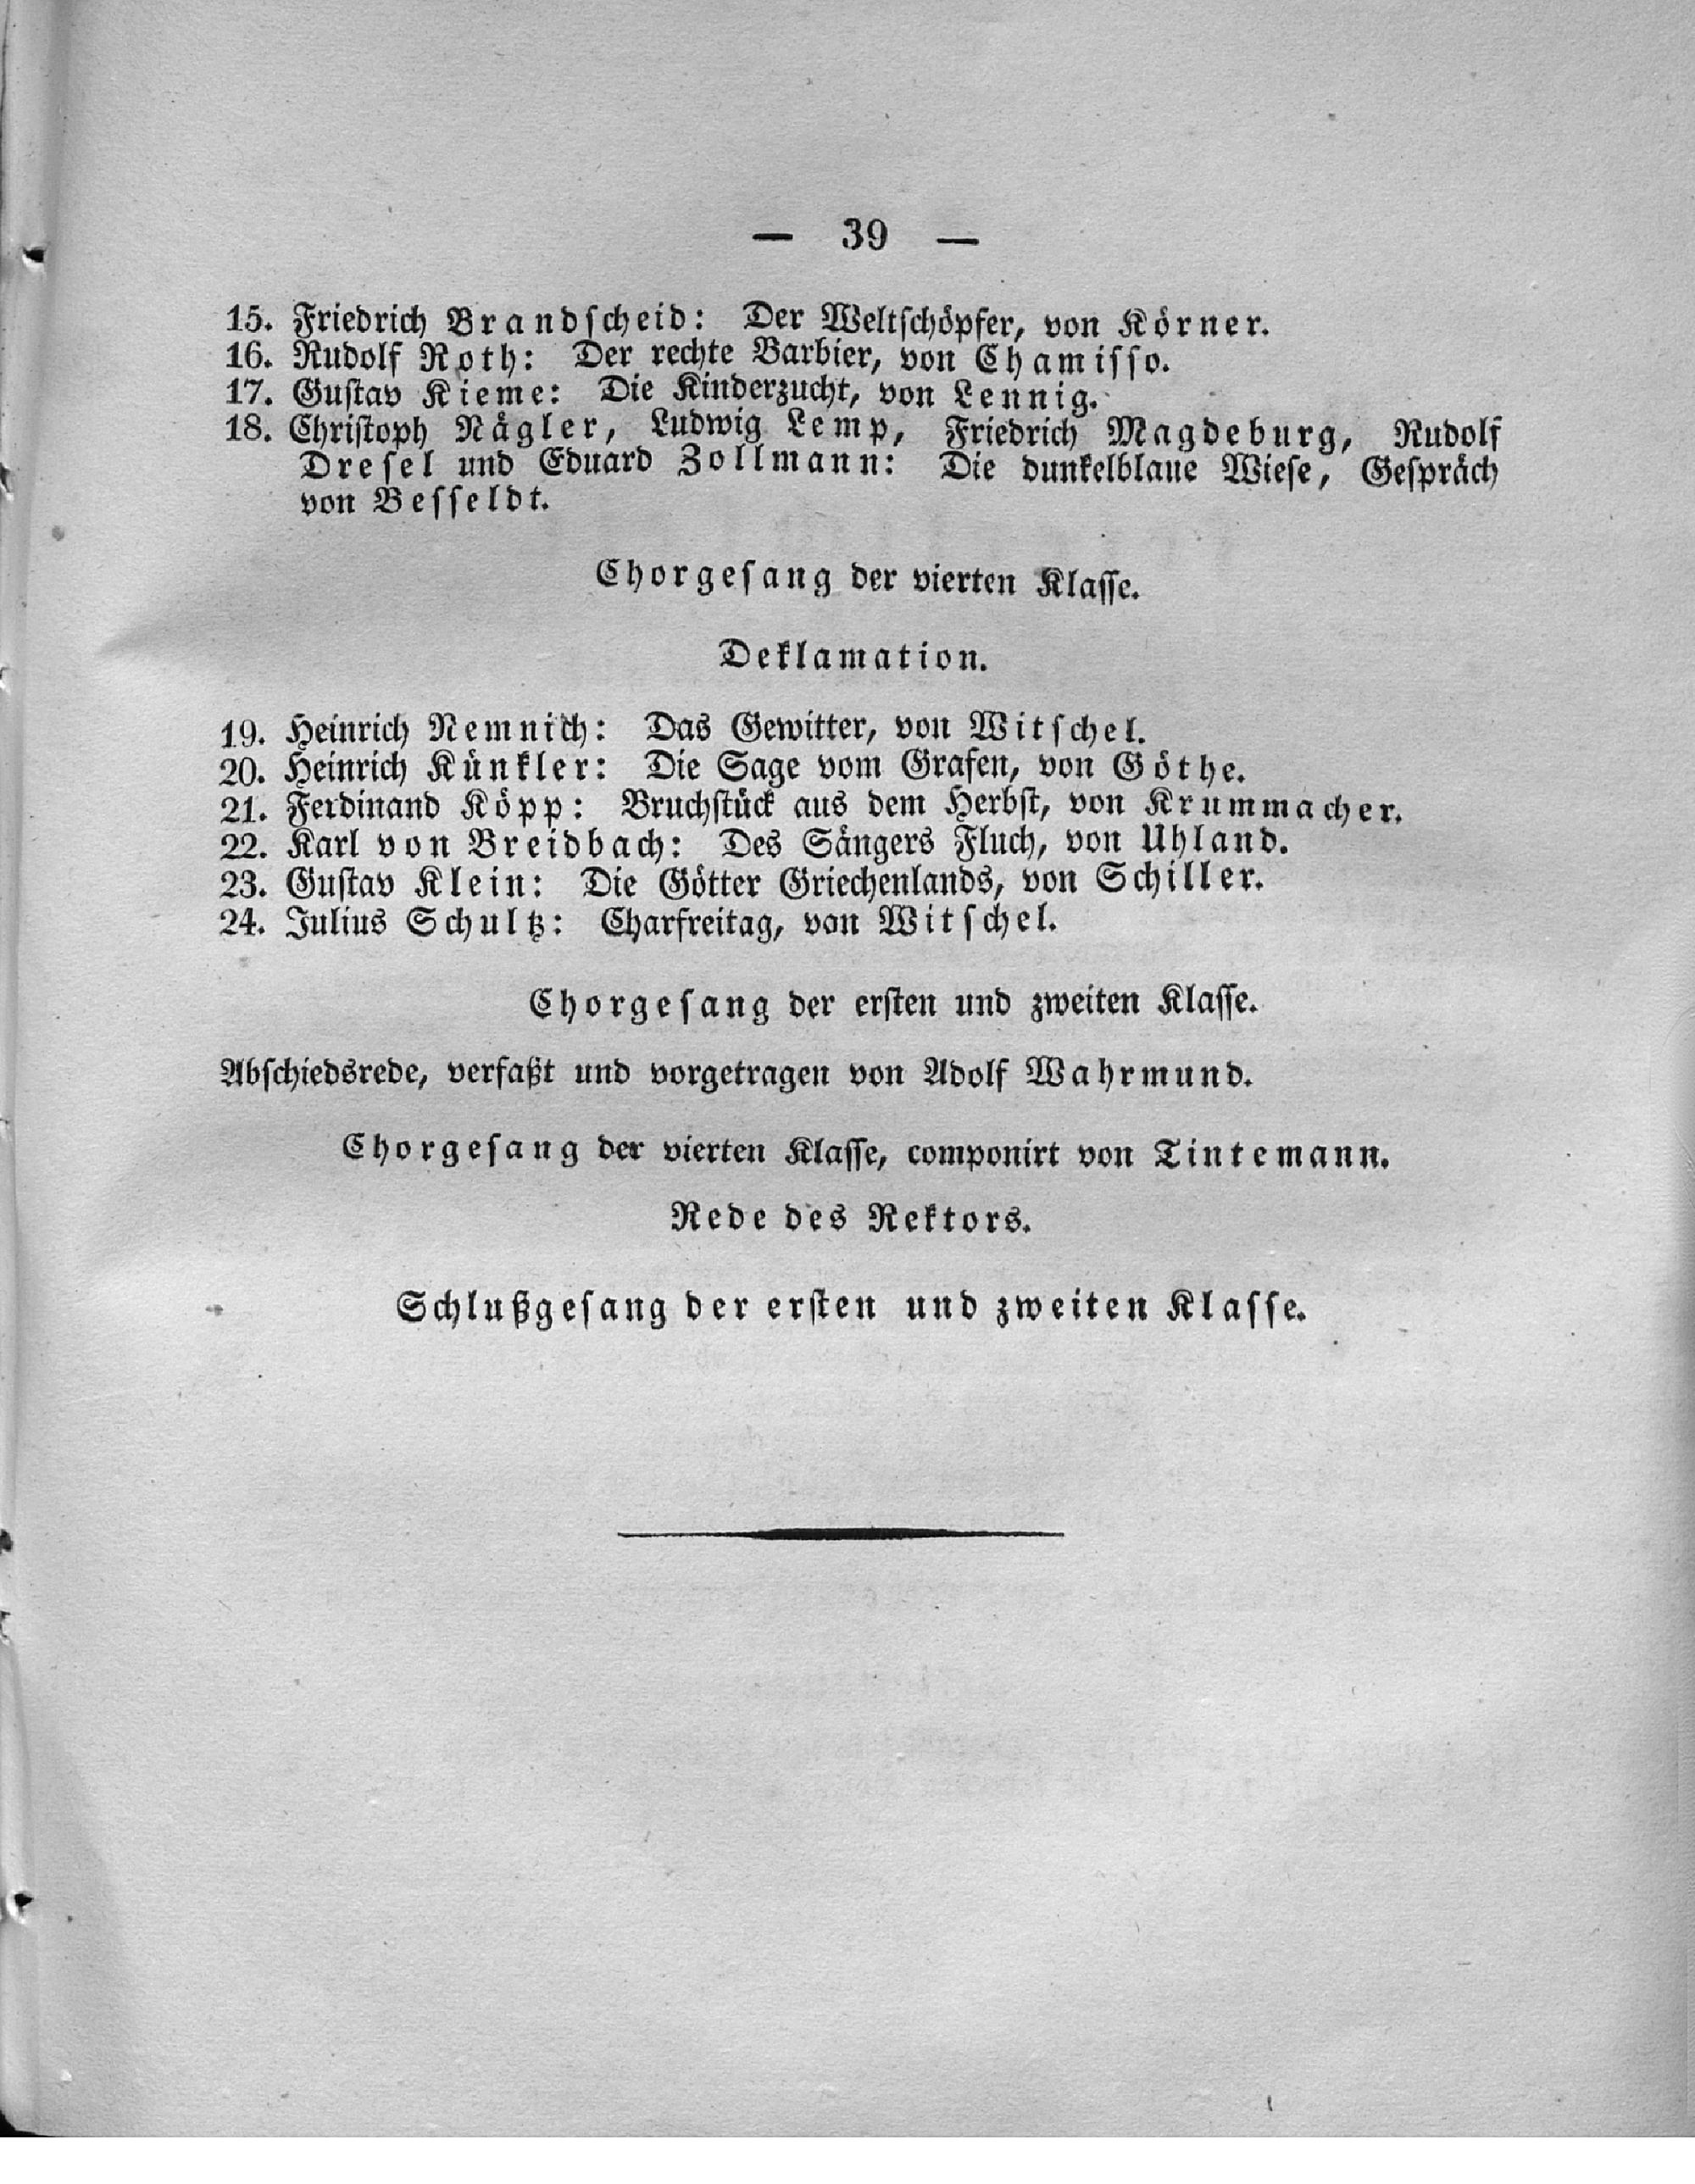 — 39 —
15. Friedrich Brandscheid: Der Weltschöpfer, von Körner.
16. Rudolf Roth: Der rechte Barbier, von Chamisso.
17. Gustav Kieme: Die Kinderzucht, von Lennig.
18. Christoph Nägler, Ludwig Lemp, Friedrich Magdeburg, Rudolf
Dresel und Eduard Zollmann: Die dunkelblaue Wiese, Gespräch
von Besseldt.
Chorgesang der vierten Klasse.
Deklamation.
19. Heinrich Nemnich: Das Gewitter, von Witschel.
20. Heinrich Künkler: Die Sage vom Grafen, von Göthe.
21. Ferdinand Köpp: Bruchstück aus dem Herbst, von Krummacher.
22. Karl von Breidbach: Des Sängers Fluch, von Uhland.
23. Gustav Klein: Die Götter Griechenlands, von Schiller.
24. Julius Schultz: Charfreitag, von Witschel.
Chorgesang der ersten und zweiten Klasse.
Abschiedsrede, verfaßt und vorgetragen von Adolf Wahrmund.
Chorgesang der vierten Klasse, componirt von Tintemann.
Rede des Rektors.
Schlußgesang der ersten und zweiten Klasse.